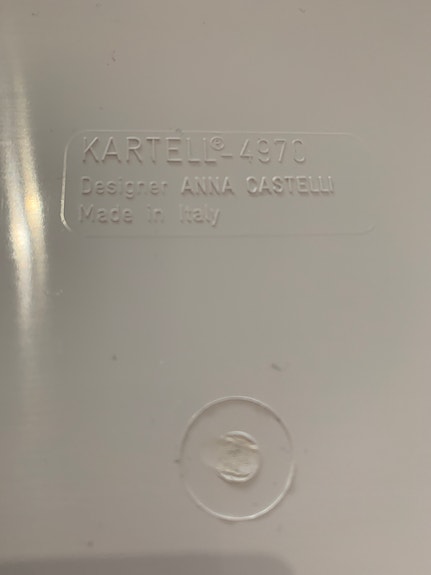 KARTELL®-4970
Designer ANNA CASTELLI
Made in Italy